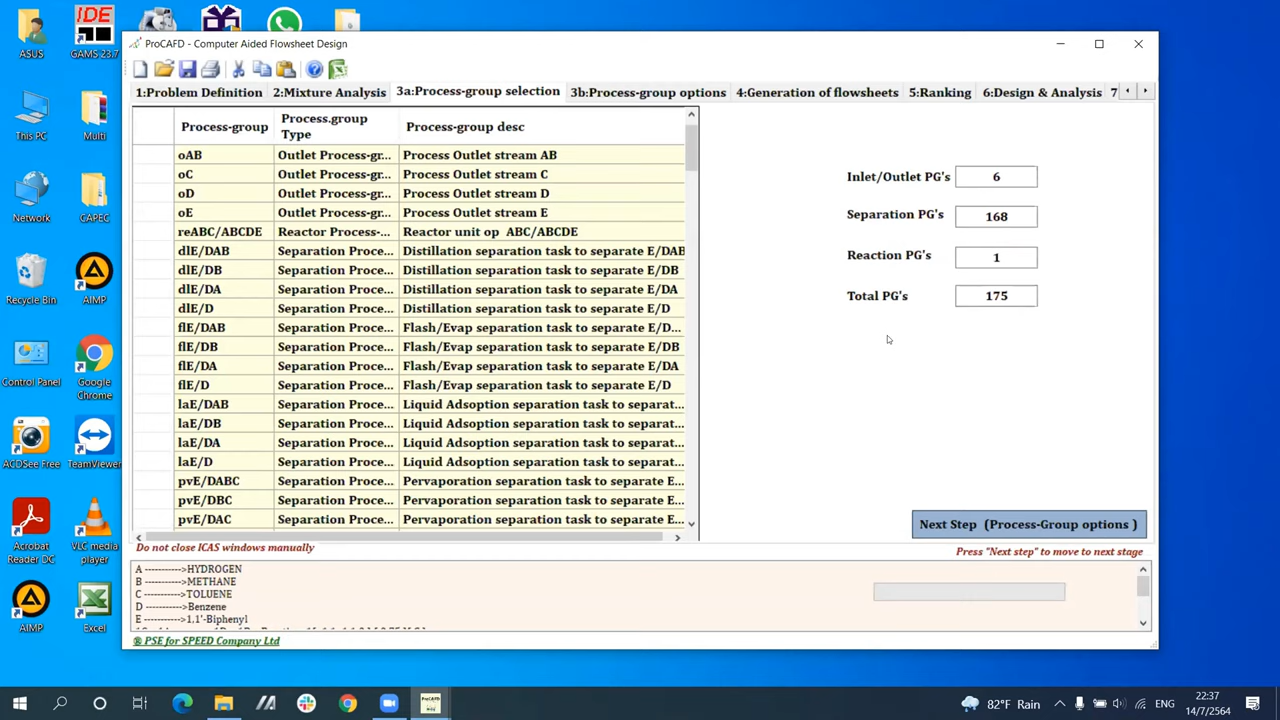 ASUS
GAMS 23.7
IDE
This PC
Multi
Network
CAPEC
Recycle Bin
AIMP
Control Panel
Google
Chrome
ACDSee Free
TeamViewer
Acrobat
Reader DC
VLC media
player
AIMP
Excel
ProCAFD - Computer Aided Flowsheet Design
1:Problem Definition 2:Mixture Analysis 3a:Process-group selection 3b:Process-group options 4:Generation of flowsheets 5:Ranking 6:Design & Analysis 7
Process-group Process.group Type Process-group desc
oAB Outlet Process-gr... Process Outlet stream AB
oC Outlet Process-gr... Process Outlet stream C
oD Outlet Process-gr... Process Outlet stream D
oE Outlet Process-gr... Process Outlet stream E
reABC/ABCDE Reactor Process-... Reactor unit op ABC/ABCDE
dlE/DAB Separation Proce... Distillation separation task to separate E/DAB
dlE/DB Separation Proce... Distillation separation task to separate E/DB
dlE/DA Separation Proce... Distillation separation task to separate E/DA
dlE/D Separation Proce... Distillation separation task to separate E/D
flE/DAB Separation Proce... Flash/Evap separation task to separate E/D...
flE/DB Separation Proce... Flash/Evap separation task to separate E/DB
flE/DA Separation Proce... Flash/Evap separation task to separate E/DA
flE/D Separation Proce... Flash/Evap separation task to separate E/D
laE/DAB Separation Proce... Liquid Adsoption separation task to separat...
laE/DB Separation Proce... Liquid Adsoption separation task to separat...
laE/DA Separation Proce... Liquid Adsoption separation task to separat...
laE/D Separation Proce... Liquid Adsoption separation task to separat...
pvE/DABC Separation Proce... Pervaporation separation task to separate E...
pvE/DBC Separation Proce... Pervaporation separation task to separate E...
pvE/DAC Separation Proce... Pervaporation separation task to separate E...
Inlet/Outlet PG's 6
Separation PG's 168
Reaction PG's 1
Total PG's 175
Next Step (Process-Group options )
Do not close ICAS windows manually
Press "Next step" to move to next stage
A ----------->HYDROGEN
B ----------->METHANE
C ----------->TOLUENE
D ----------->Benzene
E ----------->1,1'-Biphenyl
® PSE for SPEED Company Ltd
82°F Rain
ENG
22:37
14/7/2564